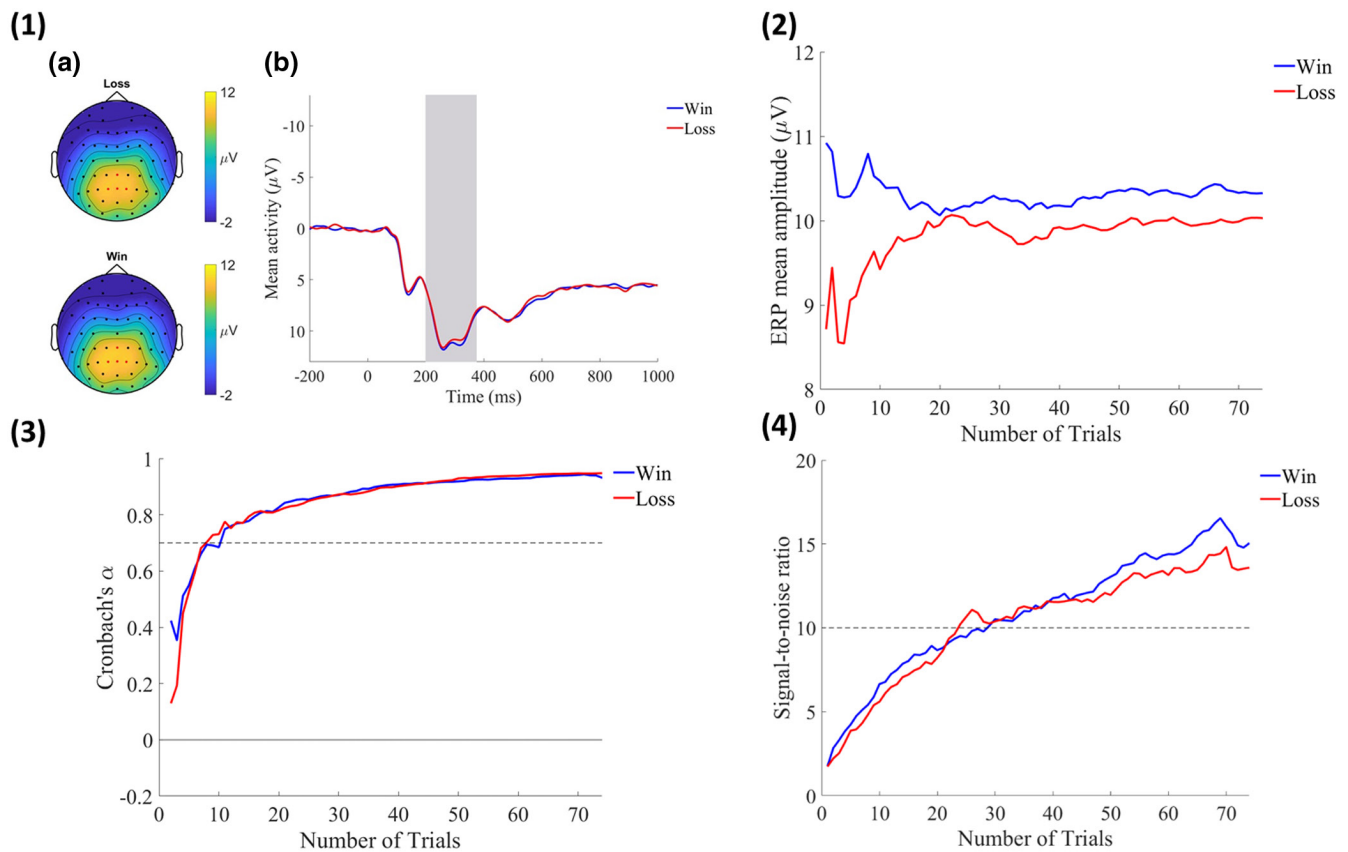 (1)
(a)
Loss
12
μV
-2
Win
12
μV
-2
(b)
Win
Loss
Mean activity (μV)
-10
-5
0
5
10
-200 0 200 400 600 800 1000
Time (ms)
(2)
Win
Loss
ERP mean amplitude (μV)
12
11
10
9
8
0 10 20 30 40 50 60 70
Number of Trials
(3)
Win
Loss
Cronbach's α
1
0.8
0.6
0.4
0.2
0
-0.2
0 10 20 30 40 50 60 70
Number of Trials
(4)
Win
Loss
Signal-to-noise ratio
20
15
10
5
0
0 10 20 30 40 50 60 70
Number of Trials